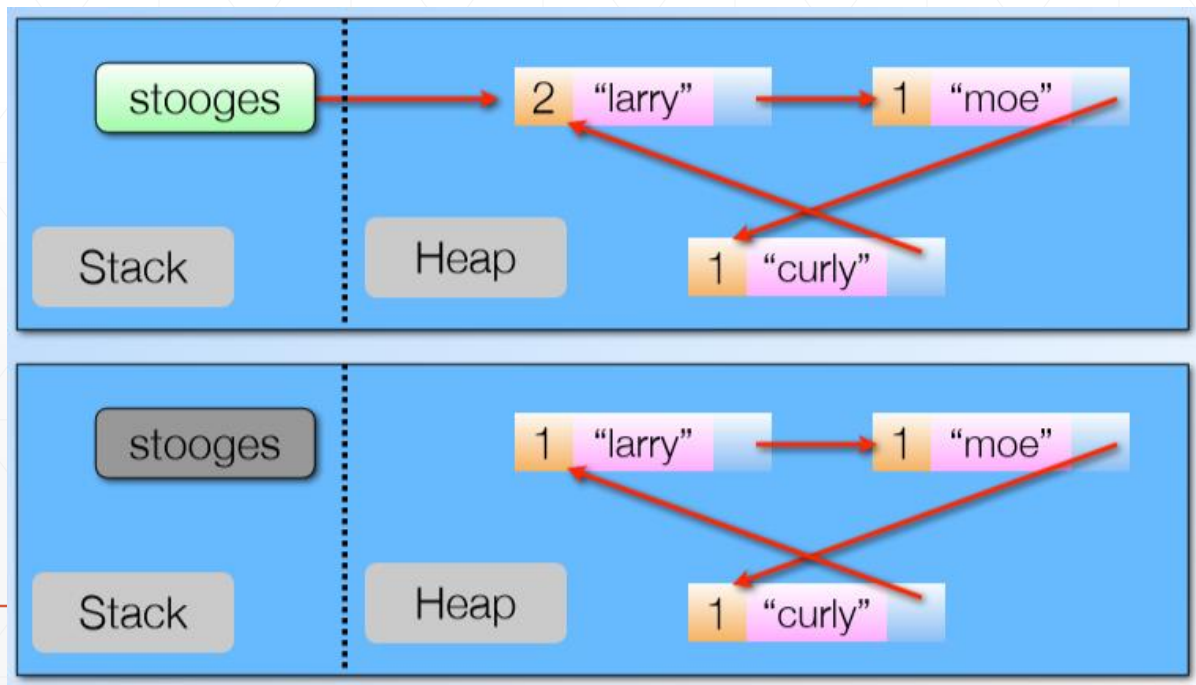 stooges
2 “larry”
1 “moe”
Stack
Heap
1 “curly”
stooges
1 “larry”
1 “moe”
Stack
Heap
1 “curly”